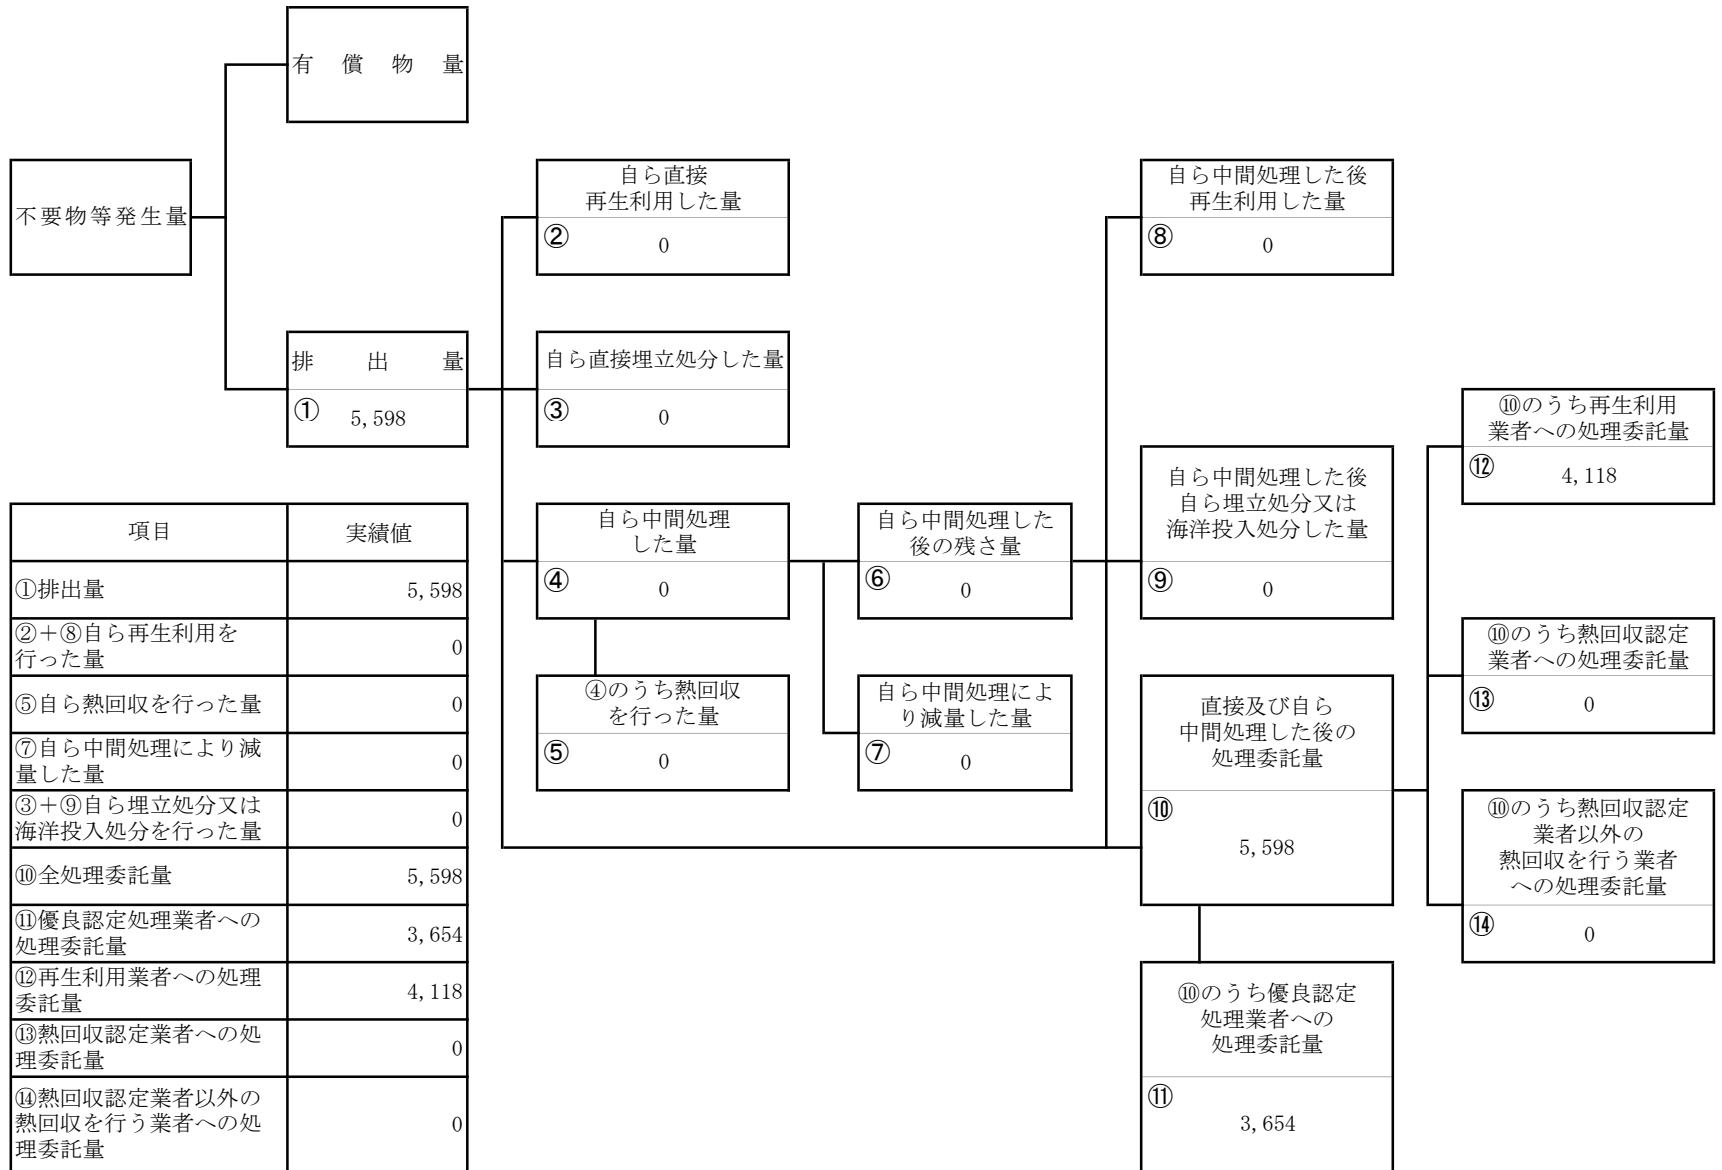 有償物量
不要物等発生量
排出量
① 5,598
自ら直接
再生利用した量
② 0
自ら直接埋立処分した量
③ 0
自ら中間処理
した量
④ 0
④のうち熱回収
を行った量
⑤ 0
自ら中間処理した
後の残さ量
⑥ 0
自ら中間処理によ
り減量した量
⑦ 0
自ら中間処理した後
再生利用した量
⑧ 0
自ら中間処理した後
自ら埋立処分又は
海洋投入処分した量
⑨ 0
直接及び自ら
中間処理した後の
処理委託量
⑩
5,598
⑩のうち優良認定
処理業者への
処理委託量
⑪
3,654
⑩のうち再生利用
業者への処理委託量
⑫ 4,118
⑩のうち熱回収認定
業者への処理委託量
⑬ 0
⑩のうち熱回収認定
業者以外の
熱回収を行う業者
への処理委託量
⑭ 0
項目 実績値
①排出量 5,598
②+⑧自ら再生利用を
行った量 0
⑤自ら熱回収を行った量 0
⑦自ら中間処理により減
量した量 0
③+⑨自ら埋立処分又は
海洋投入処分を行った量 0
⑩全処理委託量 5,598
⑪優良認定処理業者への
処理委託量 3,654
⑫再生利用業者への処理
委託量 4,118
⑬熱回収認定業者への処
理委託量 0
⑭熱回収認定業者以外の
熱回収を行う業者への処
理委託量 0